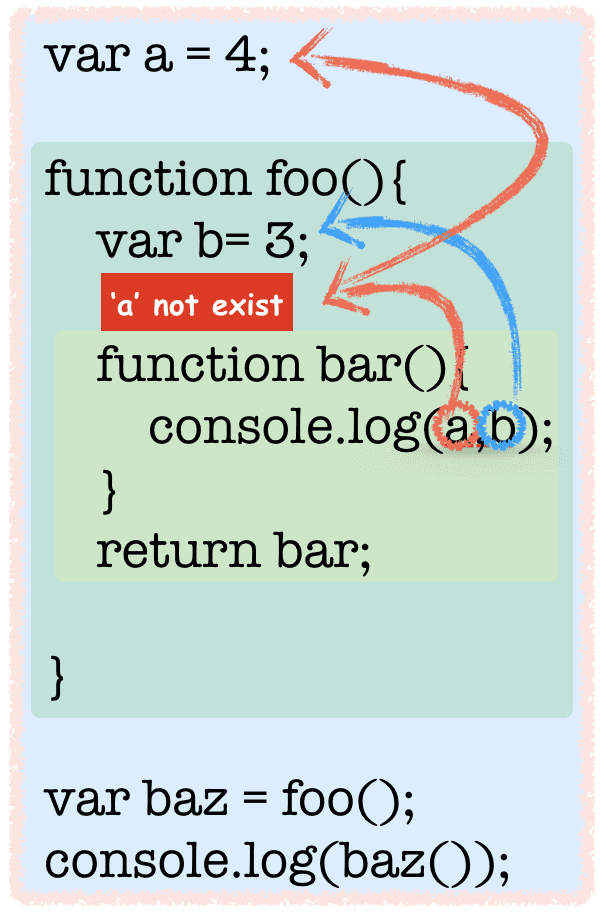 var a = 4;
function foo(){
var b= 3;
‘a’ not exist
function bar(){
console.log(a,b);
}
return bar;
}
var baz = foo();
console.log(baz());